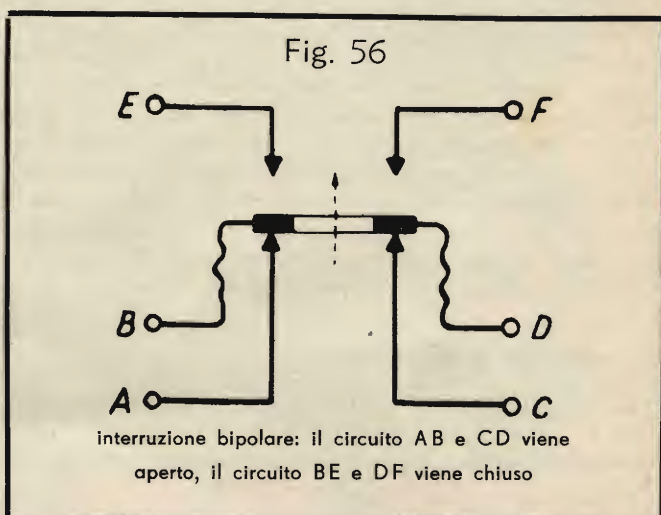 Fig. 56
E F
B D
A C
interruzione bipolare: il circuito AB e CD viene
aperto, il circuito BE e DF viene chiuso